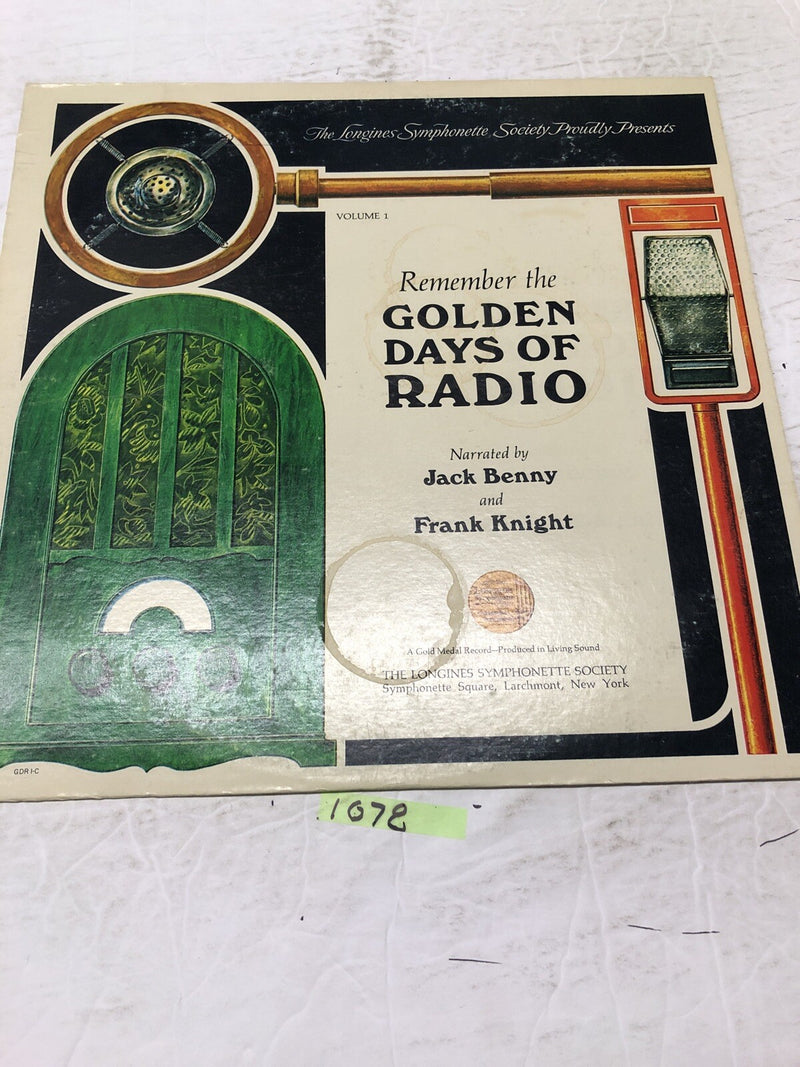 The Longines Symphonette Society Proudly Presents
VOLUME 1
Remember the
GOLDEN
DAYS OF
RADIO
Narrated by
Jack Benny
and
Frank Knight
A Gold Medal Record—Produced in Living Sound
THE LONGINES SYMPHONETTE SOCIETY
Symphonette Square, Larchmont, New York
GDR I-C
1078